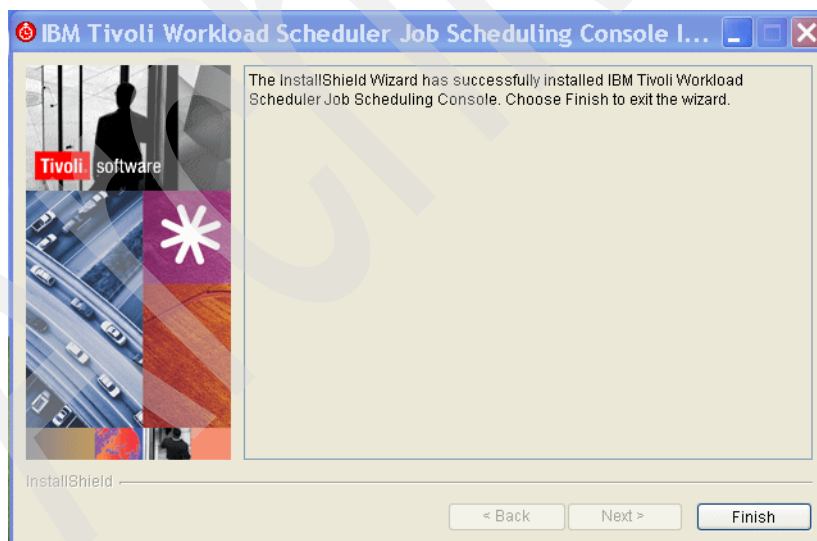 IBM Tivoli Workload Scheduler Job Scheduling Console I...
The InstallShield Wizard has successfully installed IBM Tivoli Workload
Scheduler Job Scheduling Console. Choose Finish to exit the wizard.
Tivoli. software
InstallShield
< Back Next > Finish